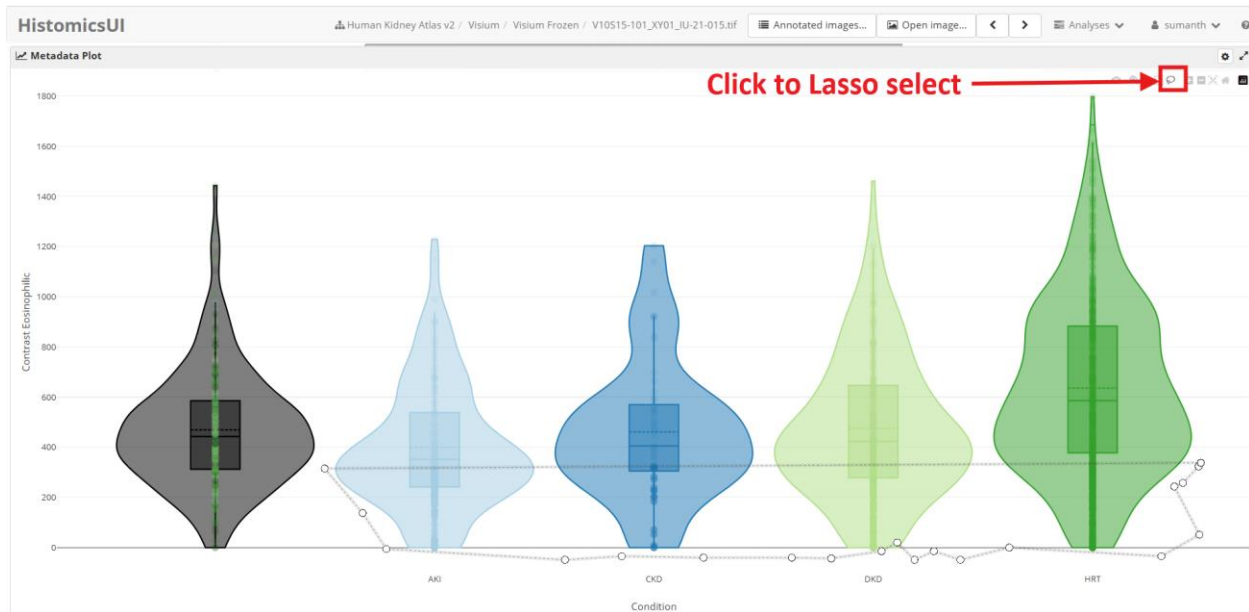 HistomicsUI
Human Kidney Atlas v2 / Visium / Visium Frozen / V10S15-101_XY01_IU-21-015.tif
Annotated images...
Open image...
Analyses
sumanth
Metadata Plot
Click to Lasso select
1800
1600
1400
1200
1000
800
600
400
200
0
Contrast Eosinophilic
AKI
CKD
DKD
HRT
Condition